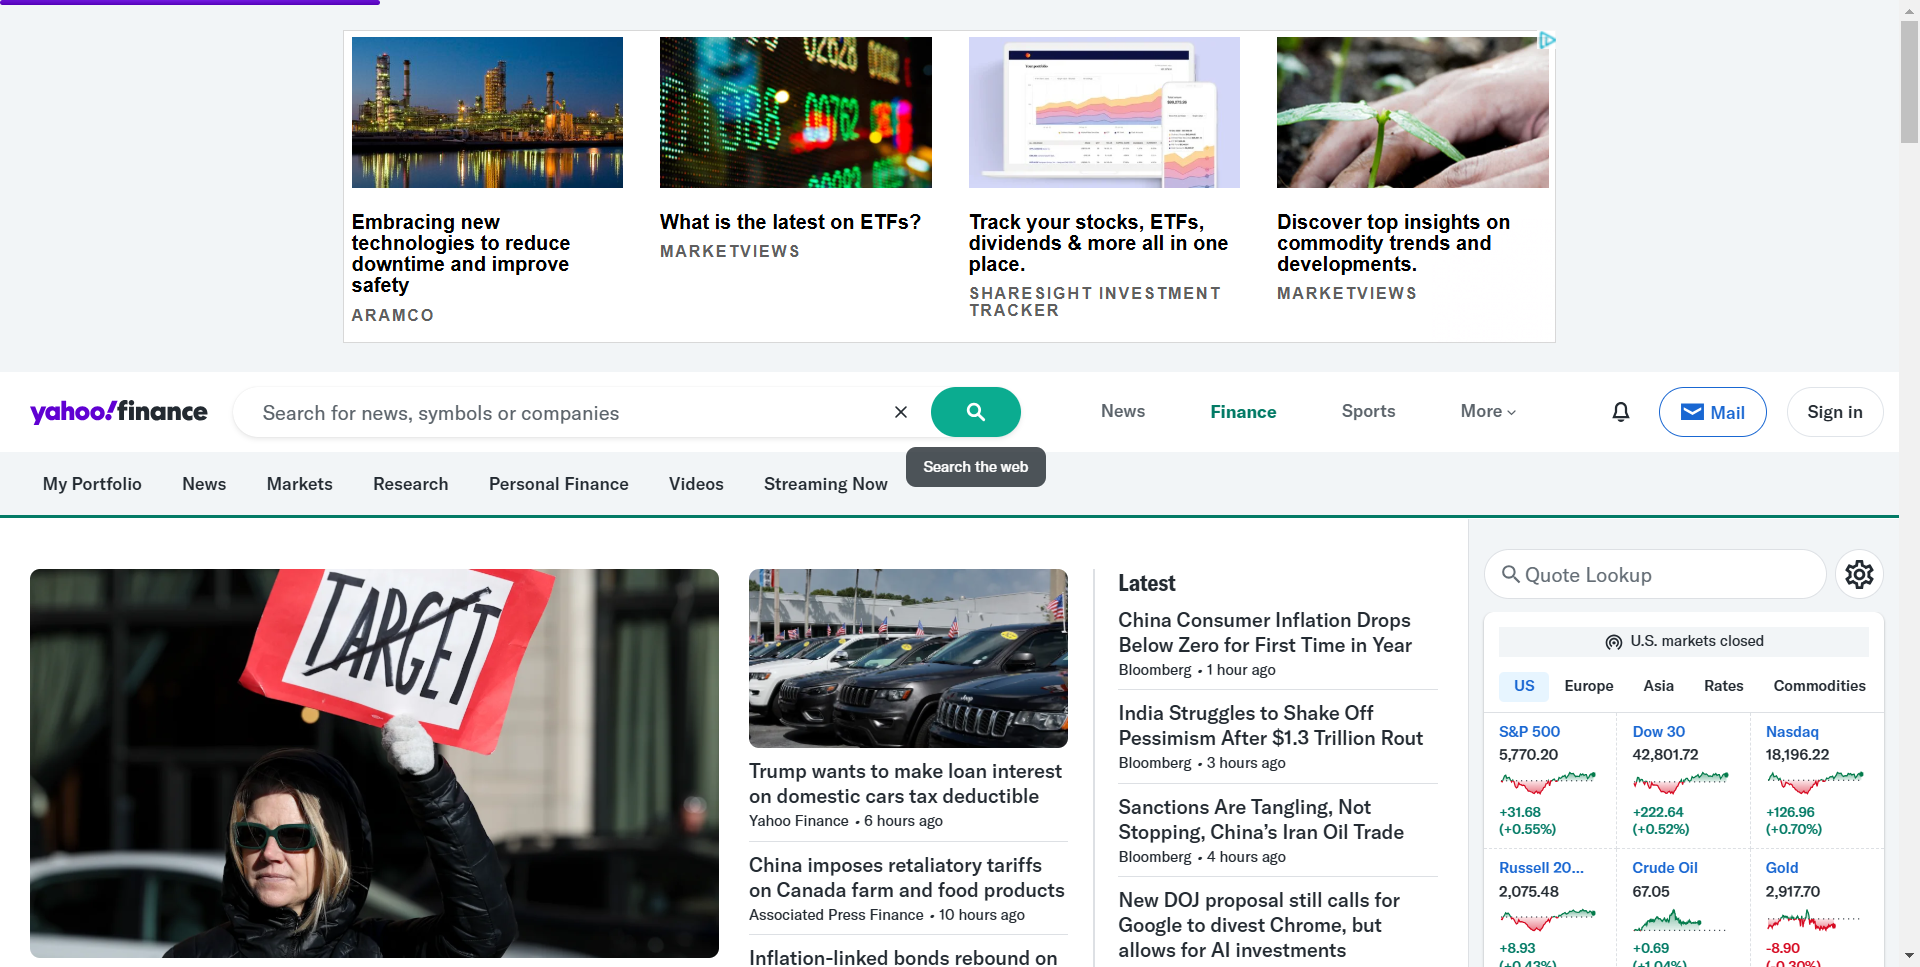 Embracing new
technologies to reduce
downtime and improve
safety
ARAMCO
What is the latest on ETFs?
MARKETVIEWS
Track your stocks, ETFs,
dividends & more all in one
place.
SHARESIGHT INVESTMENT
TRACKER
Discover top insights on
commodity trends and
developments.
MARKETVIEWS
yahoo!finance
Search for news, symbols or companies
News
Finance
Sports
More
Mail
Sign in
Search the web
My Portfolio
News
Markets
Research
Personal Finance
Videos
Streaming Now
TARGET
Trump wants to make loan interest
on domestic cars tax deductible
Yahoo Finance • 6 hours ago
China imposes retaliatory tariffs
on Canada farm and food products
Associated Press Finance • 10 hours ago
Inflation-linked bonds rebound on
Latest
China Consumer Inflation Drops
Below Zero for First Time in Year
Bloomberg • 1 hour ago
India Struggles to Shake Off
Pessimism After $1.3 Trillion Rout
Bloomberg • 3 hours ago
Sanctions Are Tangling, Not
Stopping, China's Iran Oil Trade
Bloomberg • 4 hours ago
New DOJ proposal still calls for
Google to divest Chrome, but
allows for AI investments
Quote Lookup
U.S. markets closed
US
Europe
Asia
Rates
Commodities
S&P 500
5,770.20
+31.68
(+0.55%)
Dow 30
42,801.72
+222.64
(+0.52%)
Nasdaq
18,196.22
+126.96
(+0.70%)
Russell 20...
2,075.48
+8.93
(+0.43%)
Crude Oil
67.05
+0.69
(+1.04%)
Gold
2,917.70
-8.90
(-0.30%)